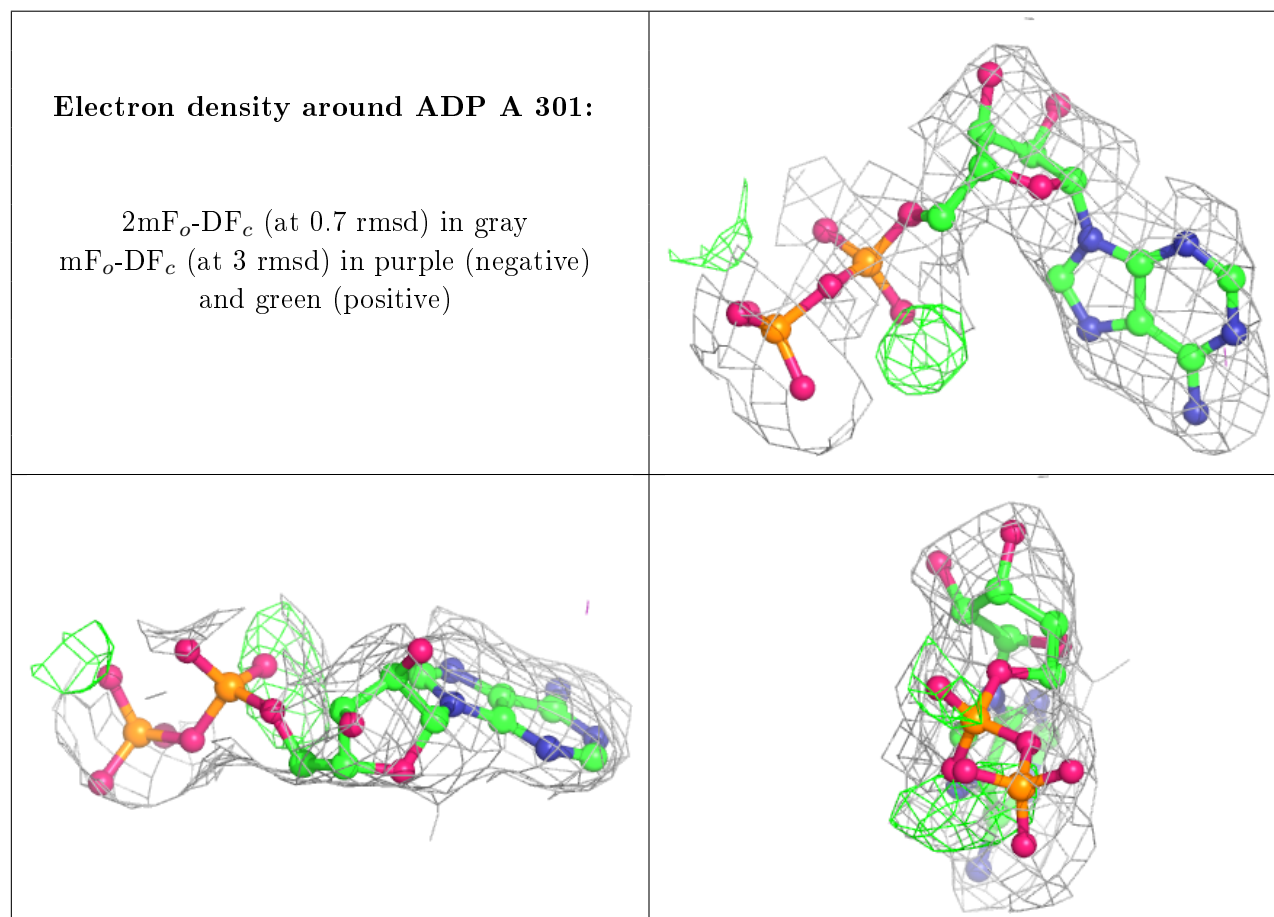 Electron density around ADP A 301:
2mFₒ-DF𝒸 (at 0.7 rmsd) in gray
mFₒ-DF𝒸 (at 3 rmsd) in purple (negative)
and green (positive)